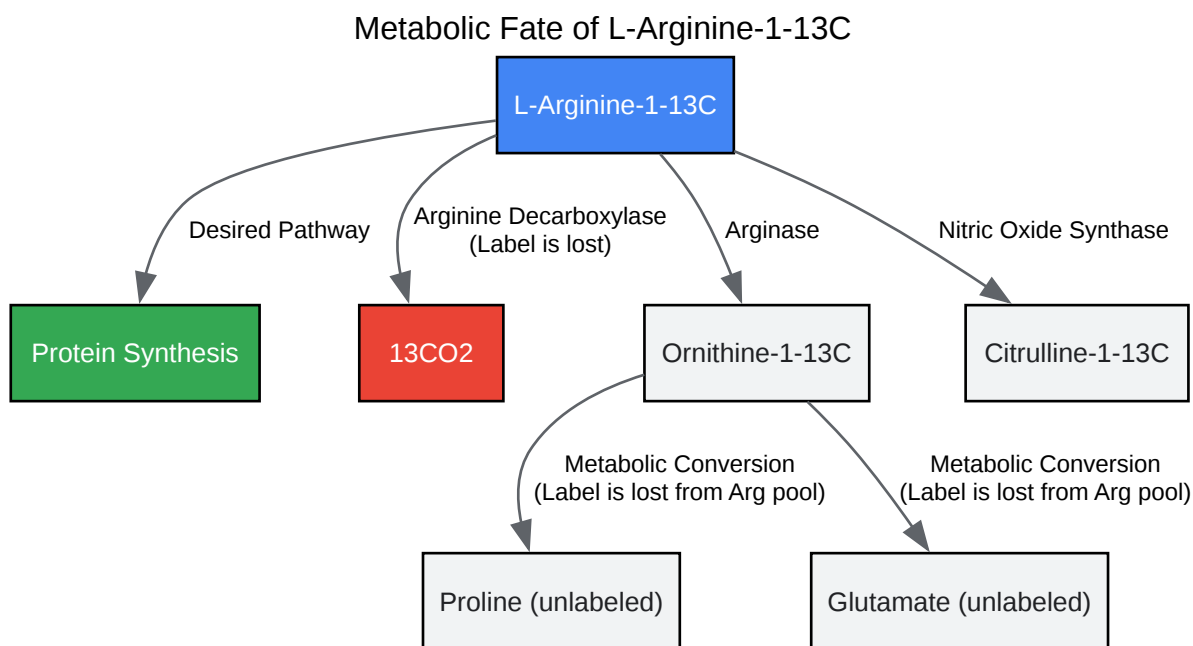 Metabolic Fate of L-Arginine-1-13C
L-Arginine-1-13C
Desired Pathway
Arginine Decarboxylase
(Label is lost)
Arginase
Nitric Oxide Synthase
Protein Synthesis
13CO2
Ornithine-1-13C
Citrulline-1-13C
Metabolic Conversion
(Label is lost from Arg pool)
Metabolic Conversion
(Label is lost from Arg pool)
Proline (unlabeled)
Glutamate (unlabeled)